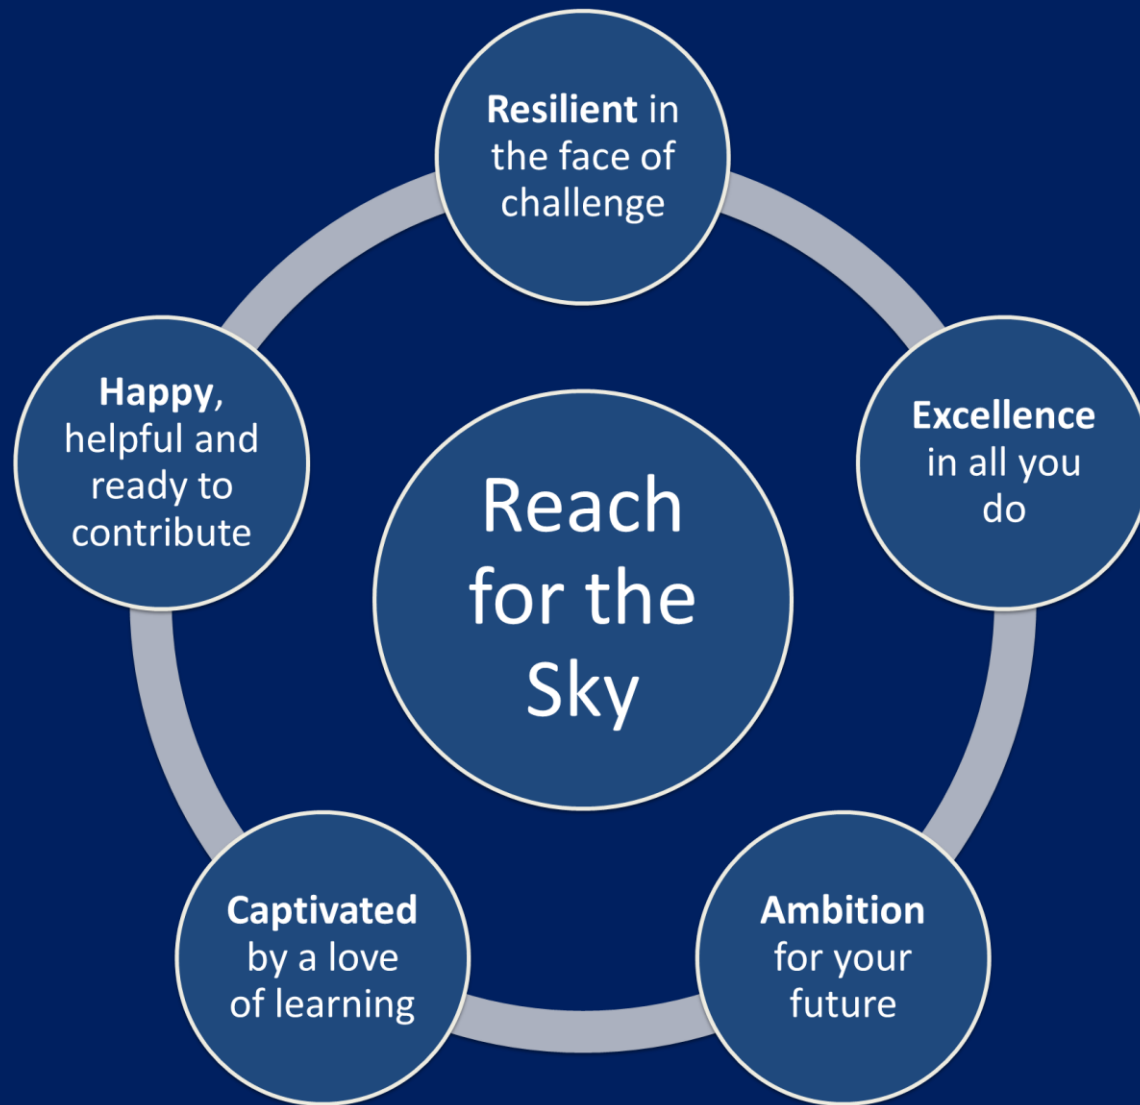 Resilient in
the face of
challenge
Excellence
in all you
do
Ambition
for your
future
Captivated
by a love
of learning
Happy,
helpful and
ready to
contribute
Reach
for the
Sky